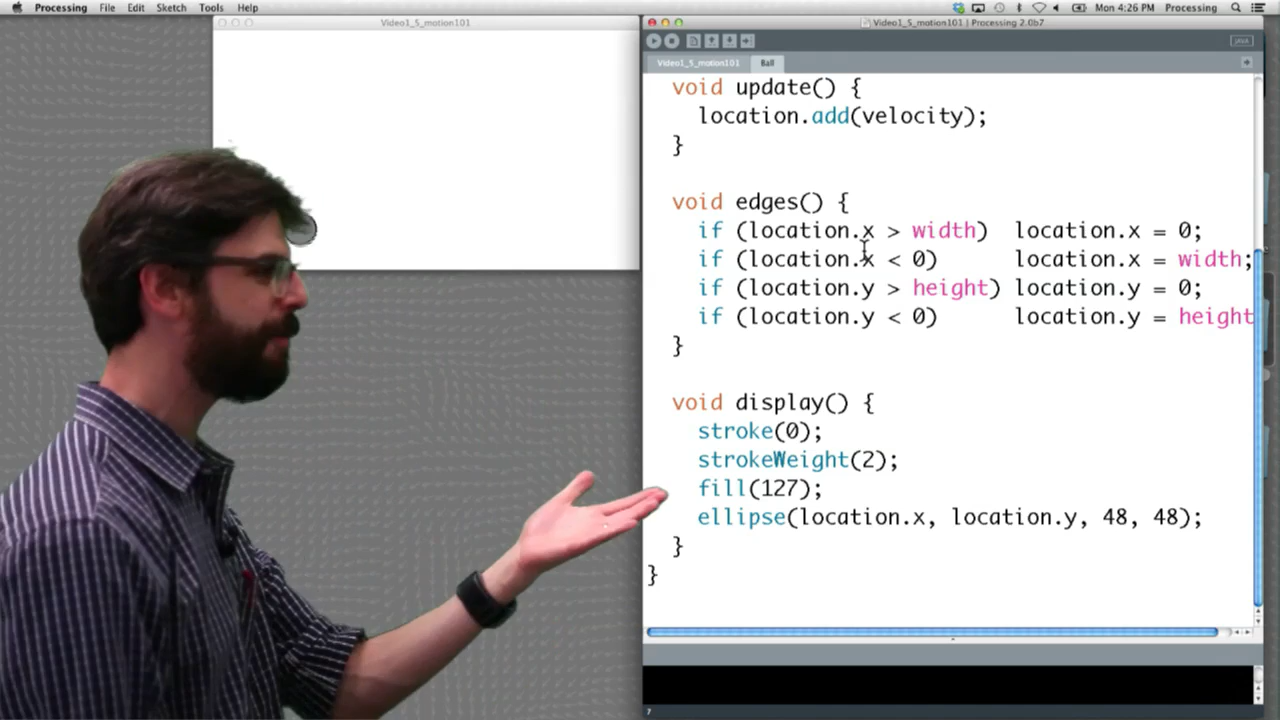 Processing File Edit Sketch Tools Help Mon 4:26 PM Processing
Video1_5_motion101
Video1_5_motion101 | Processing 2.0b7
Java
Video1_5_motion101 Ball
void update() {
location.add(velocity);
}
void edges() {
if (location.x > width) location.x = 0;
if (location.x < 0) location.x = width;
if (location.y > height) location.y = 0;
if (location.y < 0) location.y = height
}
void display() {
stroke(0);
strokeWeight(2);
fill(127);
ellipse(location.x, location.y, 48, 48);
}
}
7